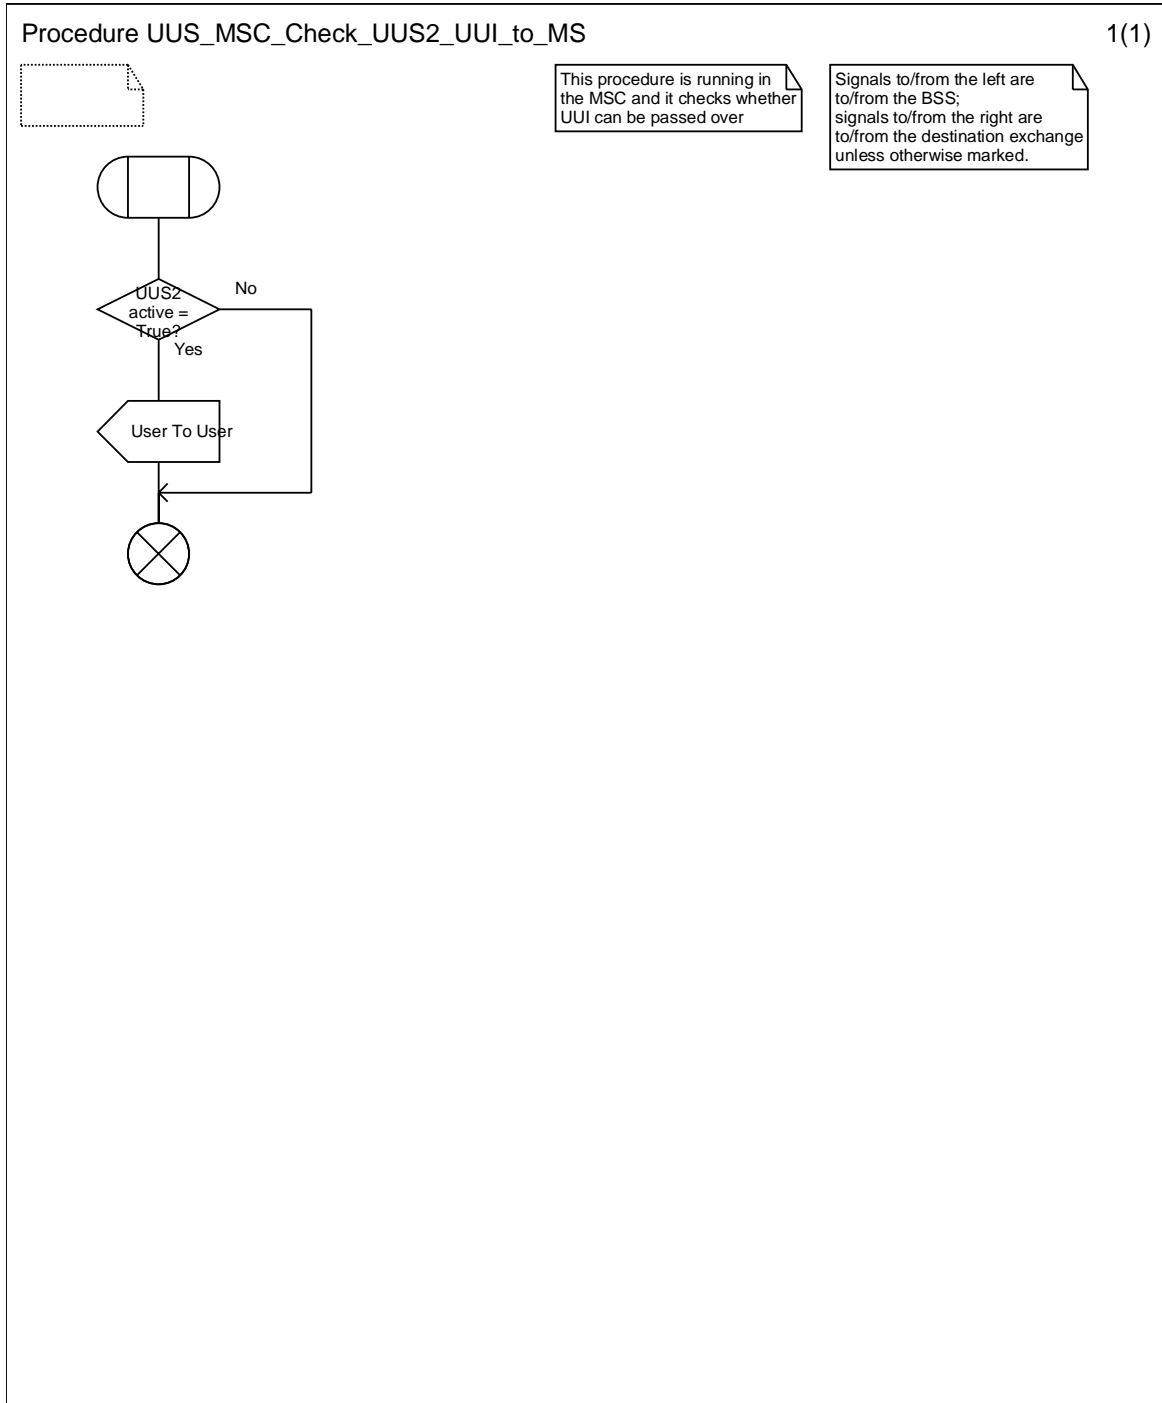 Procedure UUS_MSC_Check_UUS2_UUI_to_MS
1(1)
This procedure is running in
the MSC and it checks whether
UUI can be passed over
Signals to/from the left are
to/from the BSS;
signals to/from the right are
to/from the destination exchange
unless otherwise marked.
UUS2
active =
True?
No
Yes
User To User